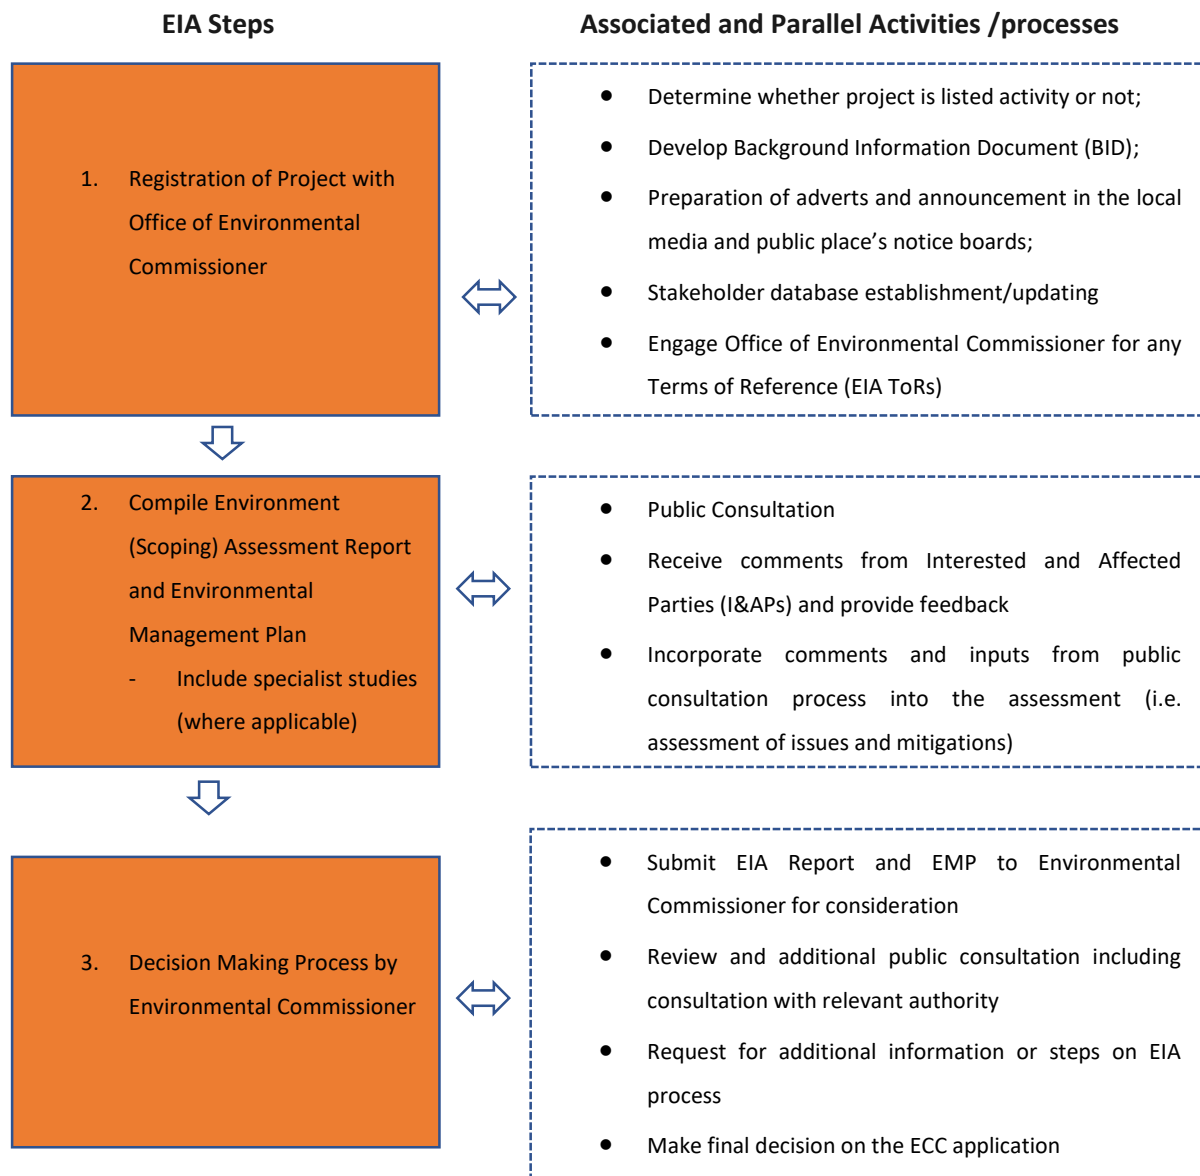 EIA Steps
Associated and Parallel Activities /processes
1. Registration of Project with
Office of Environmental
Commissioner
● Determine whether project is listed activity or not;
● Develop Background Information Document (BID);
● Preparation of adverts and announcement in the local
media and public place’s notice boards;
● Stakeholder database establishment/updating
● Engage Office of Environmental Commissioner for any
Terms of Reference (EIA ToRs)
2. Compile Environment
(Scoping) Assessment Report
and Environmental
Management Plan
- Include specialist studies
(where applicable)
● Public Consultation
● Receive comments from Interested and Affected
Parties (I&APs) and provide feedback
● Incorporate comments and inputs from public
consultation process into the assessment (i.e.
assessment of issues and mitigations)
3. Decision Making Process by
Environmental Commissioner
● Submit EIA Report and EMP to Environmental
Commissioner for consideration
● Review and additional public consultation including
consultation with relevant authority
● Request for additional information or steps on EIA
process
● Make final decision on the ECC application